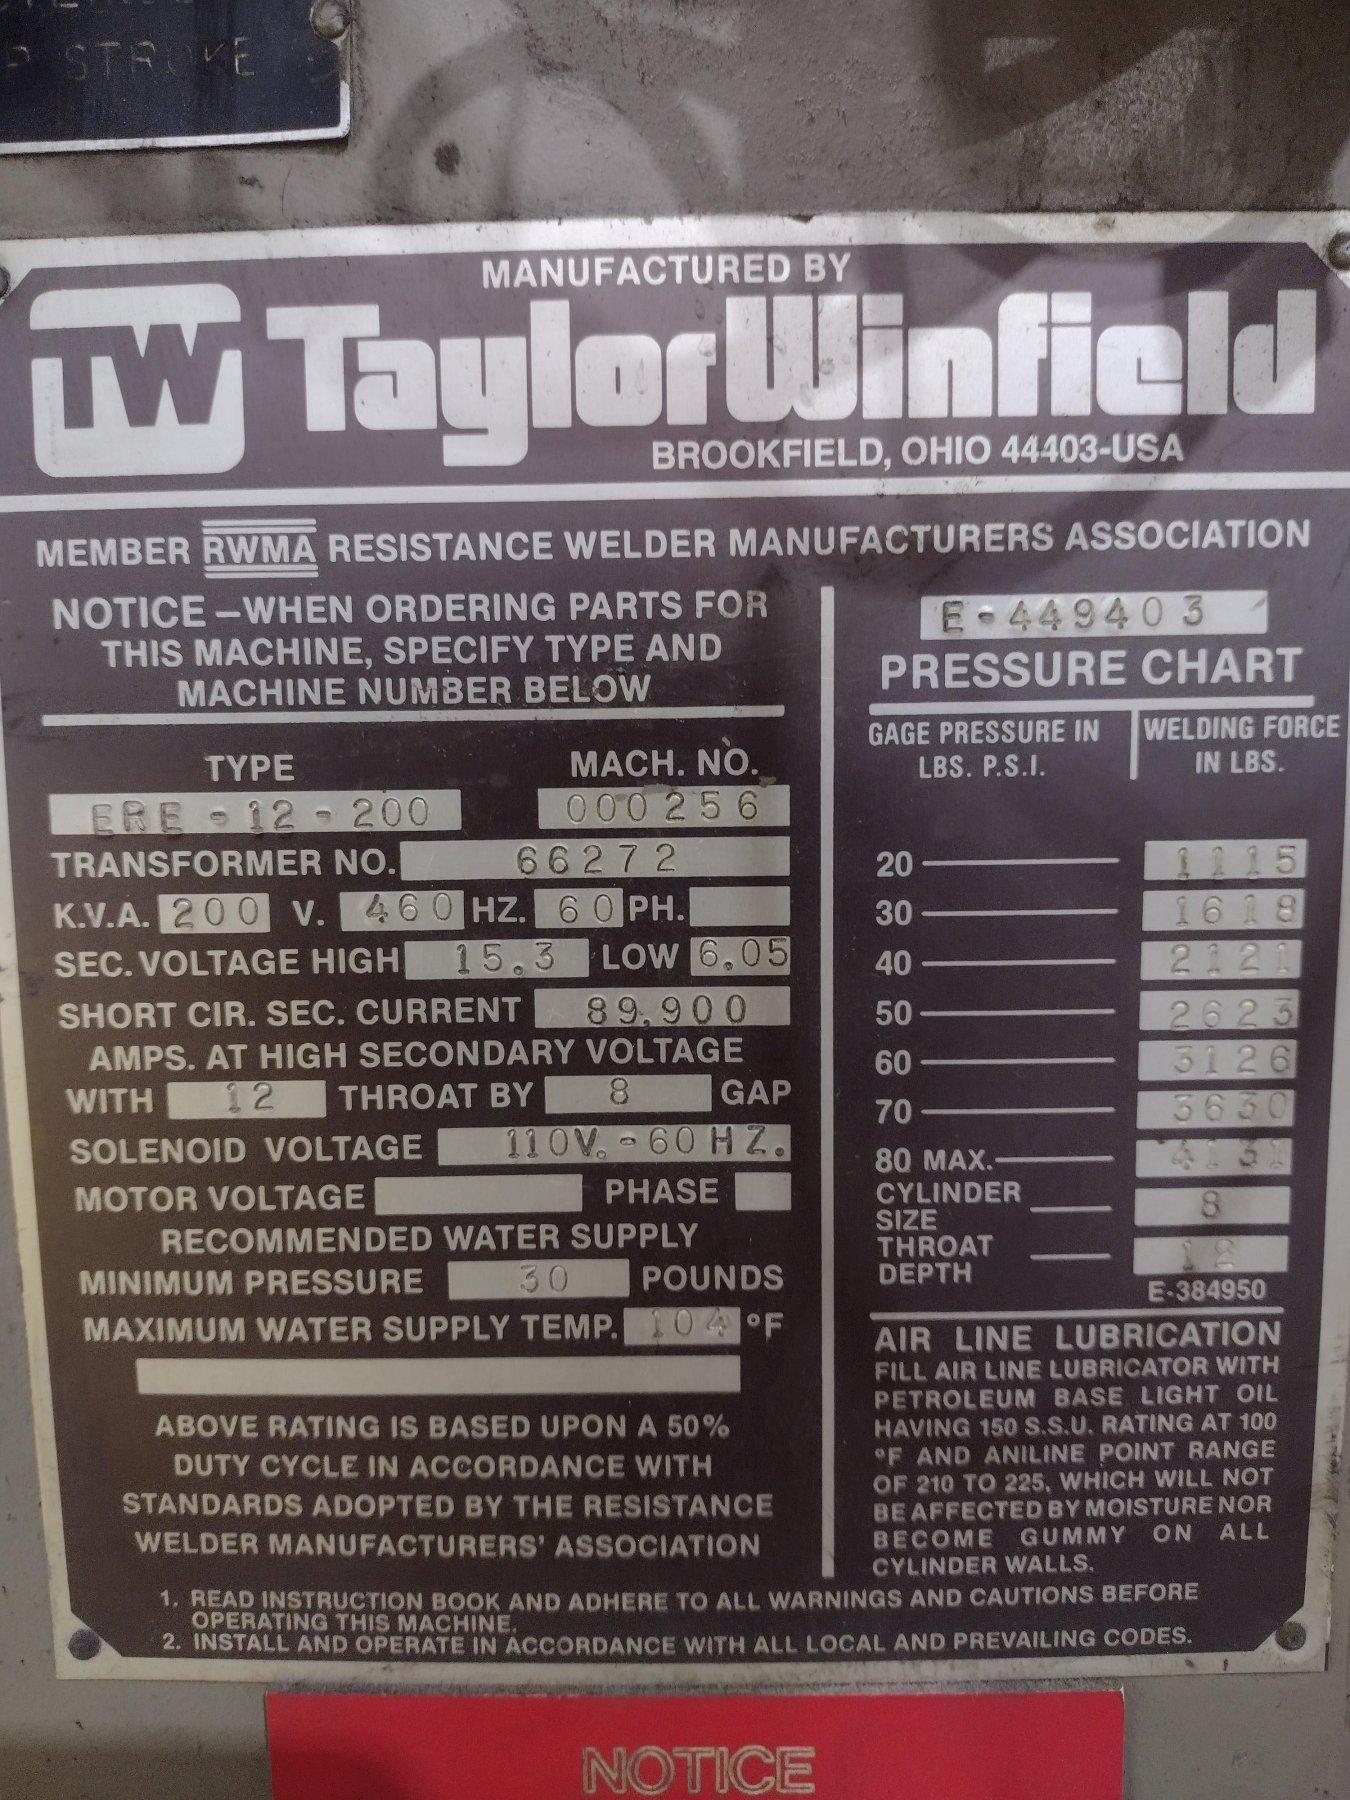 P STROKE
MANUFACTURED BY
TW TaylorWinfield
BROOKFIELD, OHIO 44403-USA
MEMBER RWMA RESISTANCE WELDER MANUFACTURERS ASSOCIATION
NOTICE –WHEN ORDERING PARTS FOR
THIS MACHINE, SPECIFY TYPE AND
MACHINE NUMBER BELOW
TYPE MACH. NO.
ERE-12-200 000256
TRANSFORMER NO. 66272
K.V.A. 200 V. 460 HZ. 60 PH.
SEC. VOLTAGE HIGH 15.3 LOW 6.05
SHORT CIR. SEC. CURRENT 89,900
AMPS. AT HIGH SECONDARY VOLTAGE
WITH 12 THROAT BY 8 GAP
SOLENOID VOLTAGE 110V.-60HZ.
MOTOR VOLTAGE PHASE
RECOMMENDED WATER SUPPLY
MINIMUM PRESSURE 30 POUNDS
MAXIMUM WATER SUPPLY TEMP. 104 °F
ABOVE RATING IS BASED UPON A 50%
DUTY CYCLE IN ACCORDANCE WITH
STANDARDS ADOPTED BY THE RESISTANCE
WELDER MANUFACTURERS' ASSOCIATION
E-449403
PRESSURE CHART
GAGE PRESSURE IN WELDING FORCE
LBS. P.S.I. IN LBS.
20 1115
30 1618
40 2121
50 2623
60 3126
70 3630
80 MAX. 4131
CYLINDER
SIZE 8
THROAT
DEPTH 12
E-384950
AIR LINE LUBRICATION
FILL AIR LINE LUBRICATOR WITH
PETROLEUM BASE LIGHT OIL
HAVING 150 S.S.U. RATING AT 100
°F AND ANILINE POINT RANGE
OF 210 TO 225, WHICH WILL NOT
BE AFFECTED BY MOISTURE NOR
BECOME GUMMY ON ALL
CYLINDER WALLS.
1. READ INSTRUCTION BOOK AND ADHERE TO ALL WARNINGS AND CAUTIONS BEFORE
OPERATING THIS MACHINE.
2. INSTALL AND OPERATE IN ACCORDANCE WITH ALL LOCAL AND PREVAILING CODES.
NOTICE